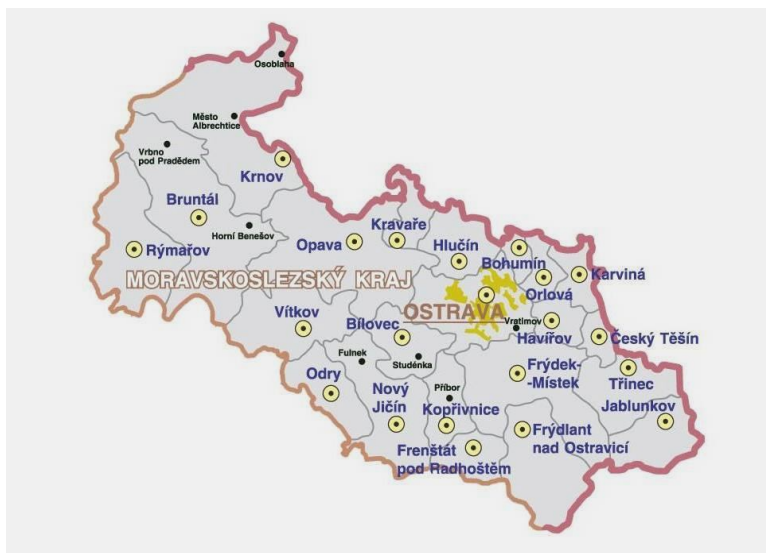 Osoblaha
Město
Albrechtice
Vrbno
pod Pradědem
Krnov
Bruntál
Horní Benešov
Rýmařov
Opava
Kravaře
Hlučín
Bohumín
Karviná
MORAVSKOSLEZSKÝ KRAJ
Orlová
OSTRAVA
Vratimov
Vítkov
Bílovec
Havířov
Český Těšín
Fulnek
Studénka
Frýdek-
-Místek
Třinec
Odry
Nový
Jičín
Příbor
Kopřivnice
Jablunkov
Frýdlant
nad Ostravicí
Frenštát
pod Radhoštěm